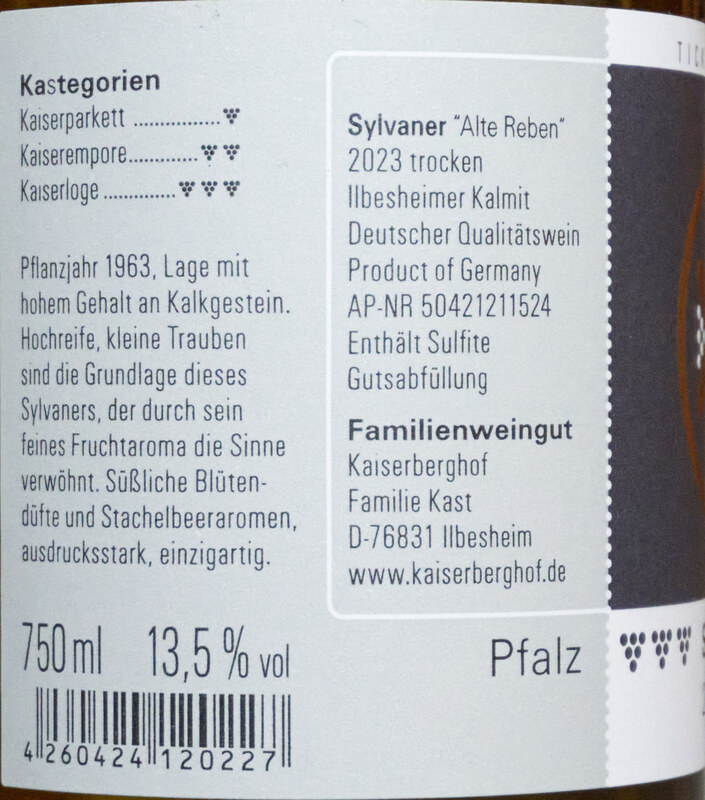 Kastegorien
Kaiserparkett ................
Kaiserempore.............
Kaiserloge ..............
Pflanzjahr 1963, Lage mit
hohem Gehalt an Kalkgestein.
Hochreife, kleine Trauben
sind die Grundlage dieses
Sylvaners, der durch sein
feines Fruchtaroma die Sinne
verwöhnt. Süßliche Blüten-
düfte und Stachelbeeraromen,
ausdrucksstark, einzigartig.
750 ml 13,5 % vol
4 260424 120227
Sylvaner "Alte Reben"
2023 trocken
Ilbesheimer Kalmit
Deutscher Qualitätswein
Product of Germany
AP-NR 50421211524
Enthält Sulfite
Gutsabfüllung
Familienweingut
Kaiserberghof
Familie Kast
D-76831 Ilbesheim
www.kaiserberghof.de
Pfalz